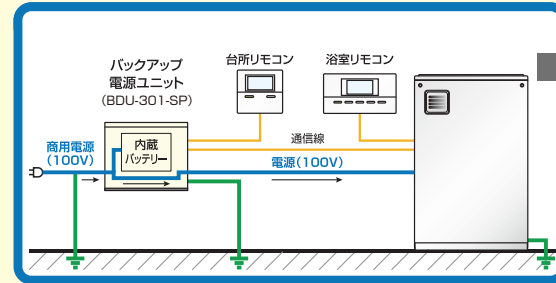 バックアップ
電源ユニット
(BDU-301-SP)
台所リモコン
浴室リモコン
商用電源
(100V)
内蔵
バッテリー
通信線
電源(100V)